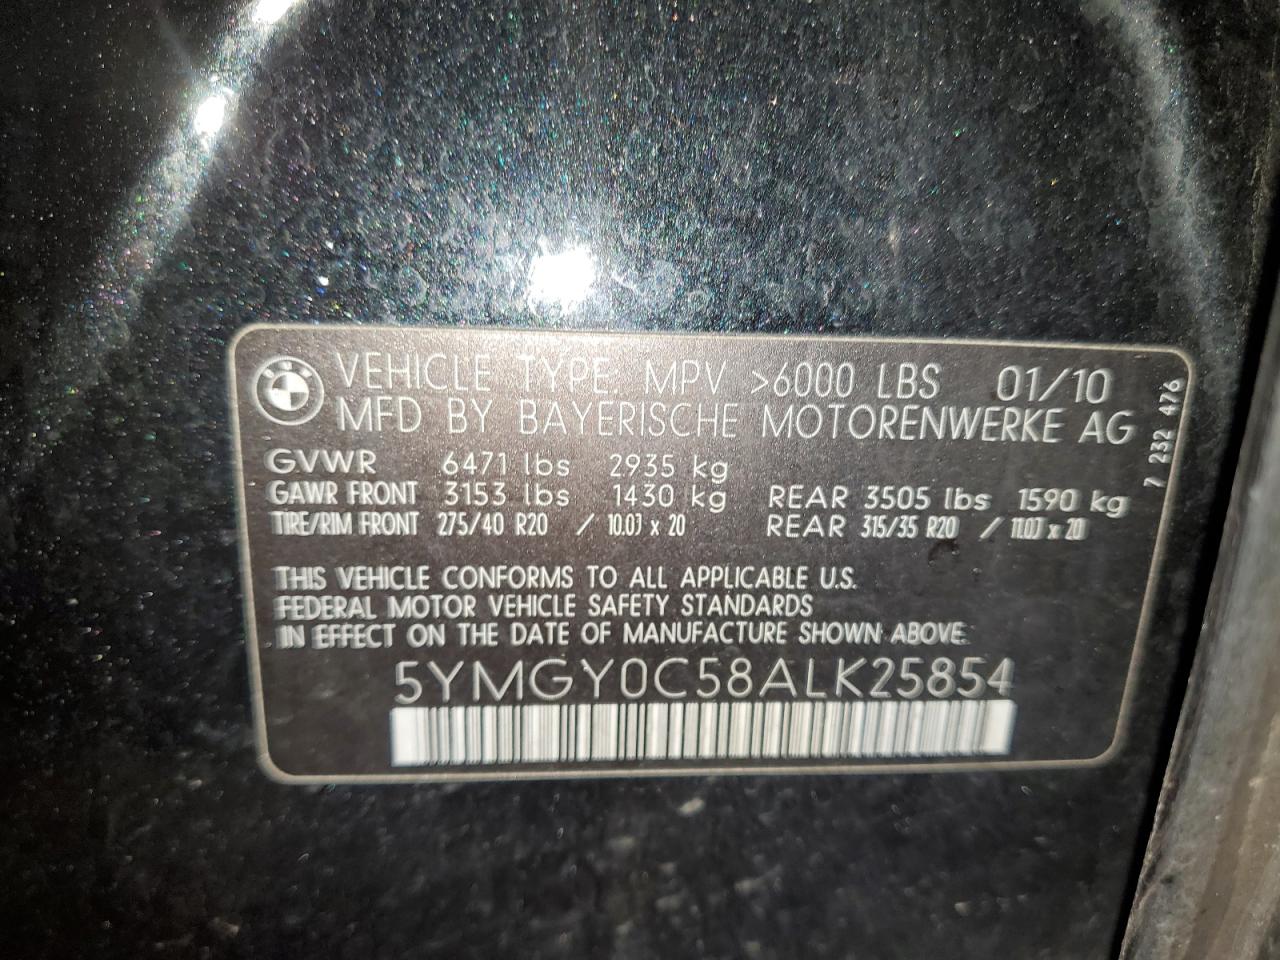 VEHICLE TYPE MPV >6000 LBS 01/10
MFD BY BAYERISCHE MOTORENWERKE AG
GVWR 6471 lbs 2935 kg
GAWR FRONT 3153 lbs 1430 kg REAR 3505 lbs 1590 kg
TIRE/RIM FRONT 275/40 R20 / 10.0J x 20 REAR 315/35 R20 / 11.0J x 20
THIS VEHICLE CONFORMS TO ALL APPLICABLE U.S.
FEDERAL MOTOR VEHICLE SAFETY STANDARDS
IN EFFECT ON THE DATE OF MANUFACTURE SHOWN ABOVE
5YMGY0C58ALK25854
7 232 476